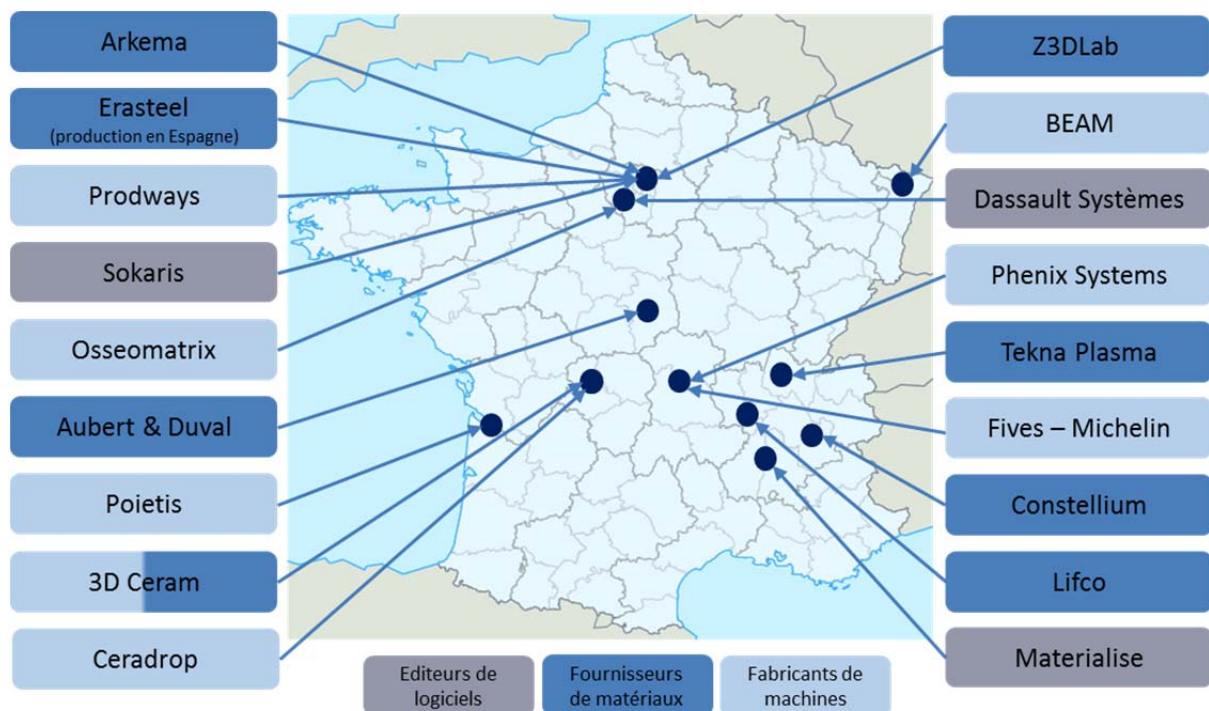 Arkema
Erasteel
(production en Espagne)
Prodways
Sokaris
Osseomatrix
Aubert & Duval
Poietis
3D Ceram
Ceradrop
Z3DLab
BEAM
Dassault Systèmes
Phenix Systems
Tekna Plasma
Fives – Michelin
Constellium
Lifco
Materialise
Editeurs de
logiciels
Fournisseurs
de matériaux
Fabricants de
machines